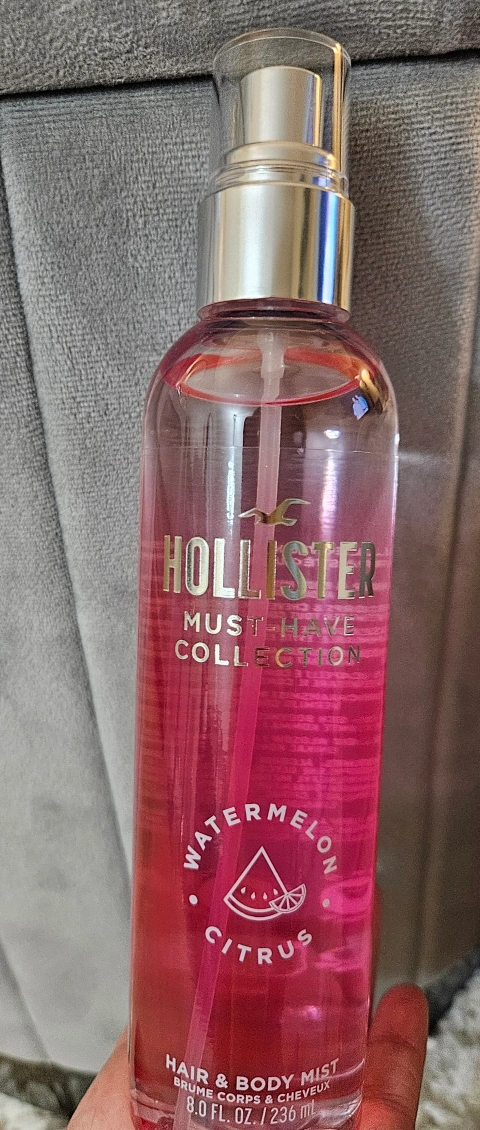 HOLLISTER
MUST-HAVE
COLLECTION
WATERMELON
CITRUS
HAIR & BODY MIST
BRUME CORPS & CHEVEUX
8.0 FL. OZ. / 236 mL